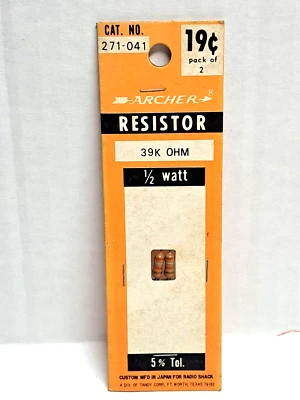 CAT. NO.
271-041
19¢
pack of
2
ARCHER®
RESISTOR
39K OHM
½ watt
5% Tol.
CUSTOM MFD IN JAPAN FOR RADIO SHACK
A DIV. OF TANDY CORP., FT. WORTH, TEXAS 76102